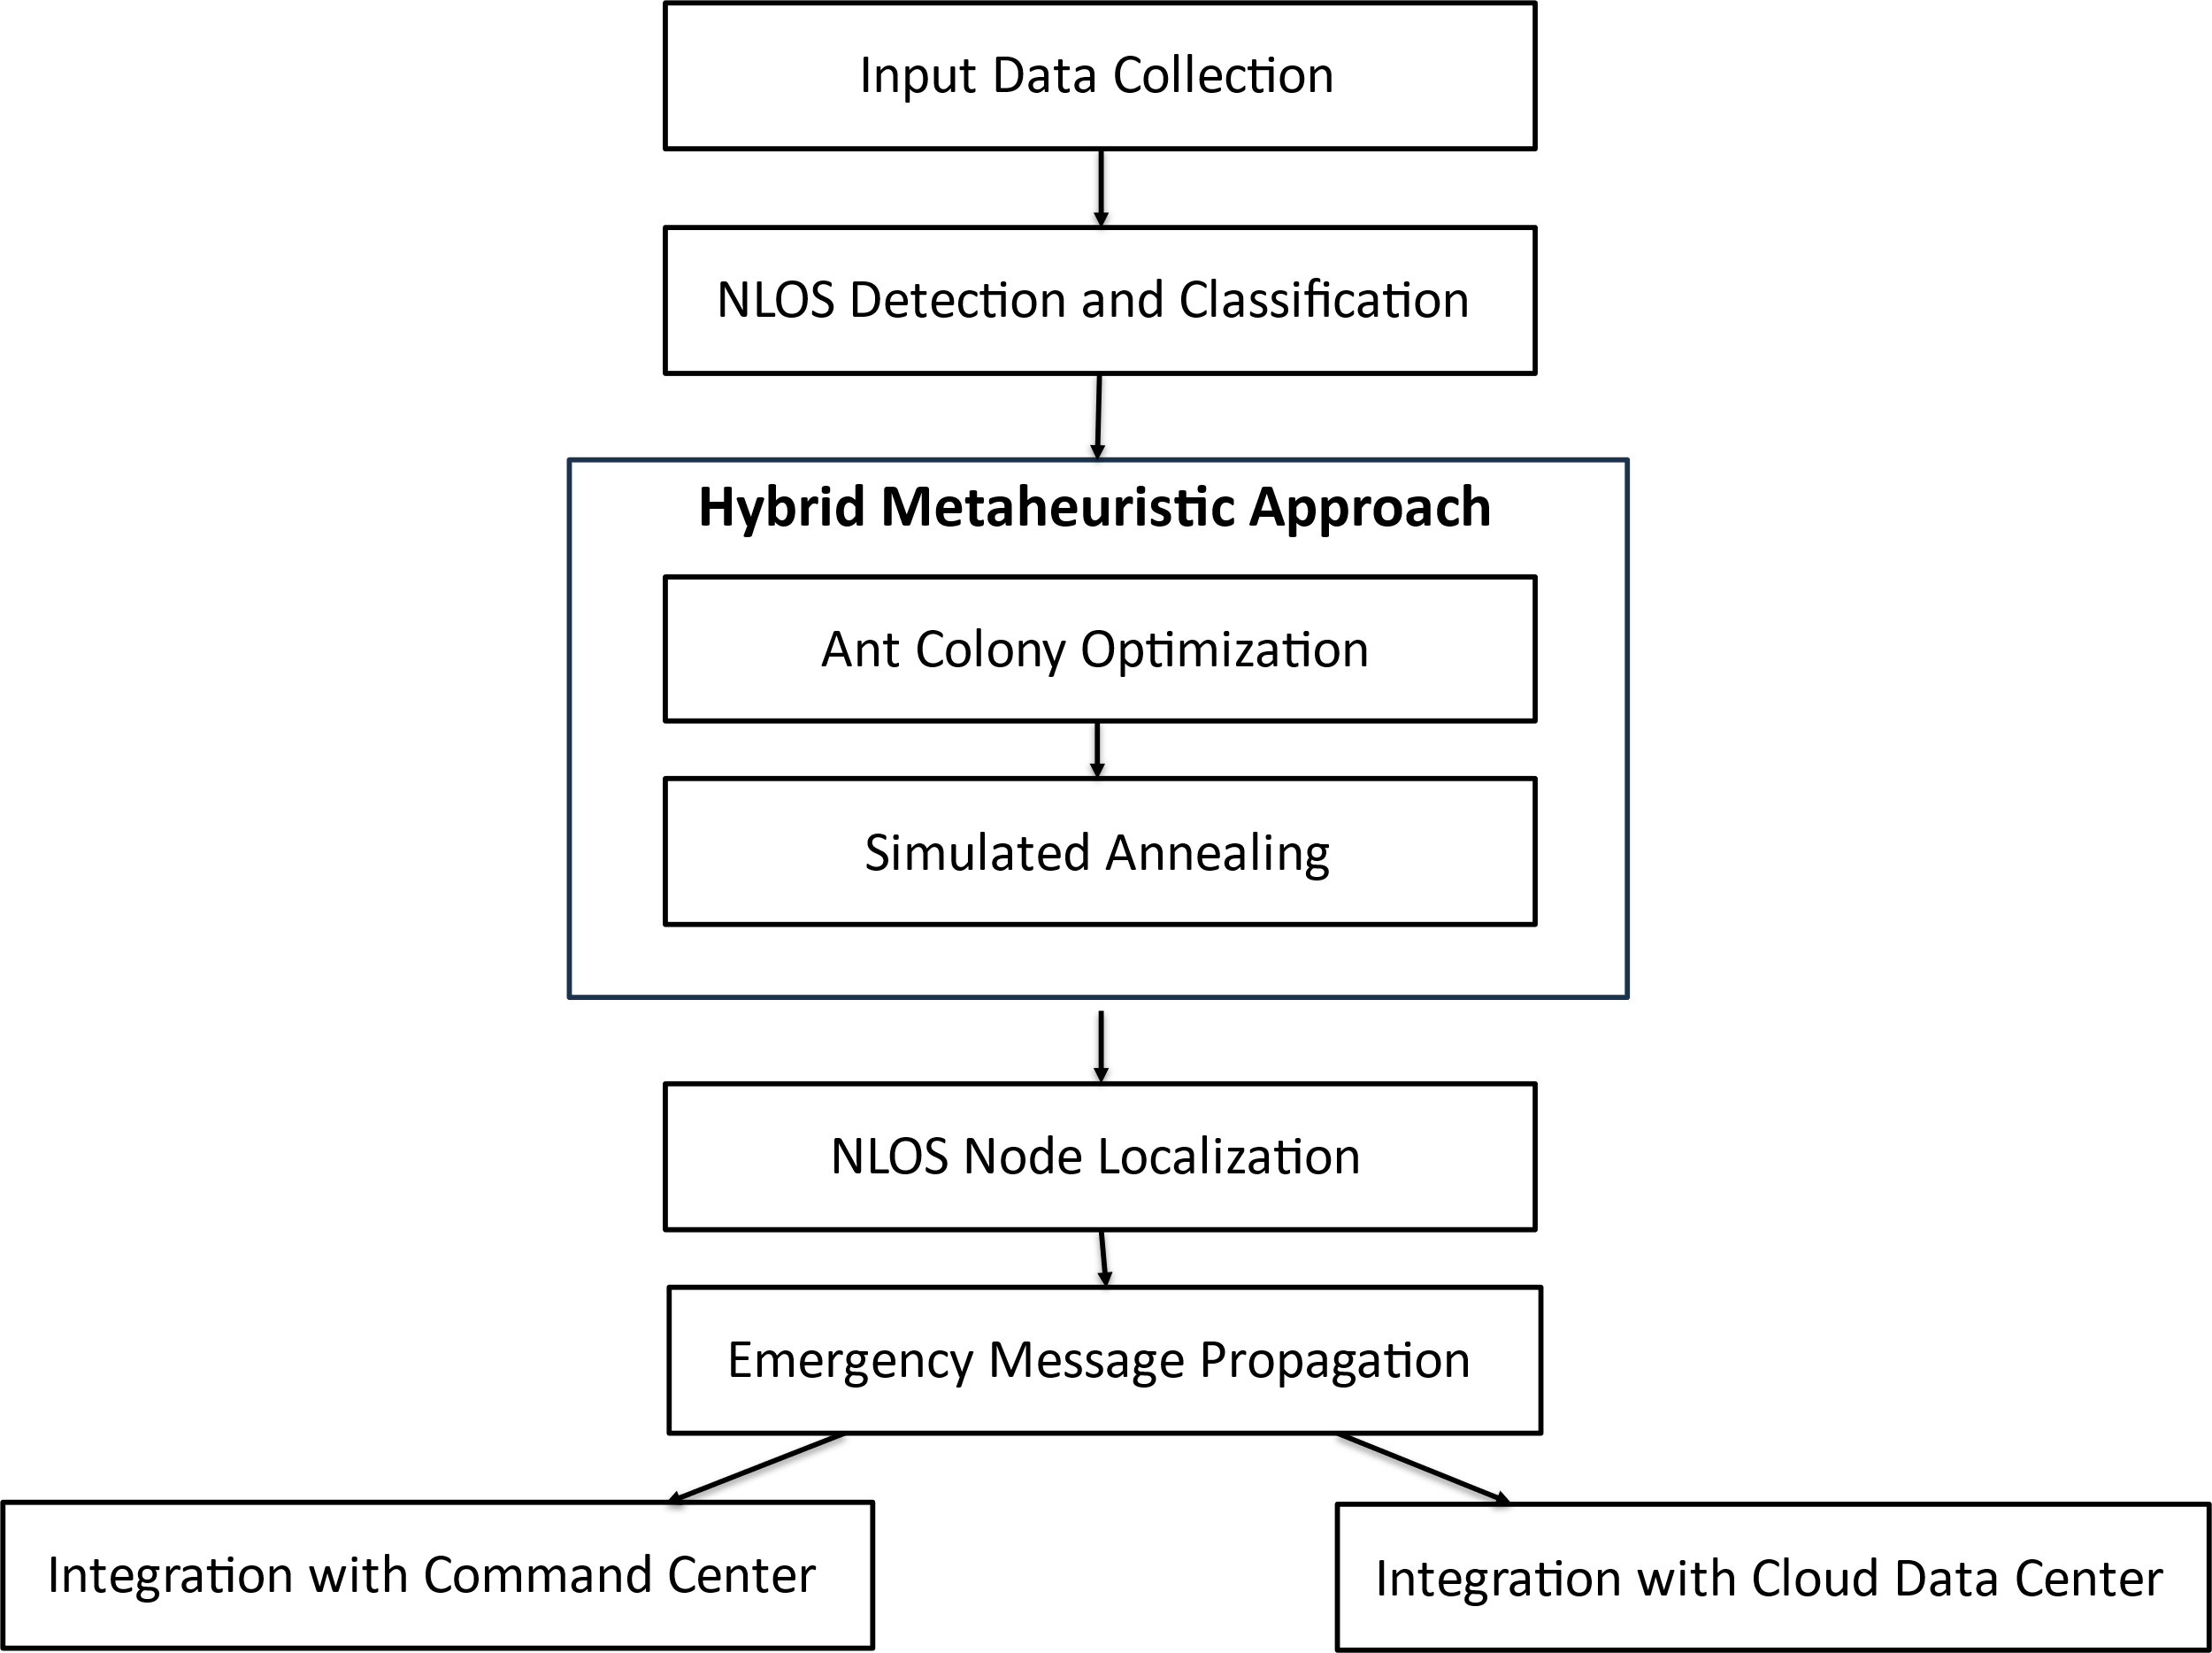 Input Data Collection
NLOS Detection and Classification
Hybrid Metaheuristic Approach
Ant Colony Optimization
Simulated Annealing
NLOS Node Localization
Emergency Message Propagation
Integration with Command Center
Integration with Cloud Data Center